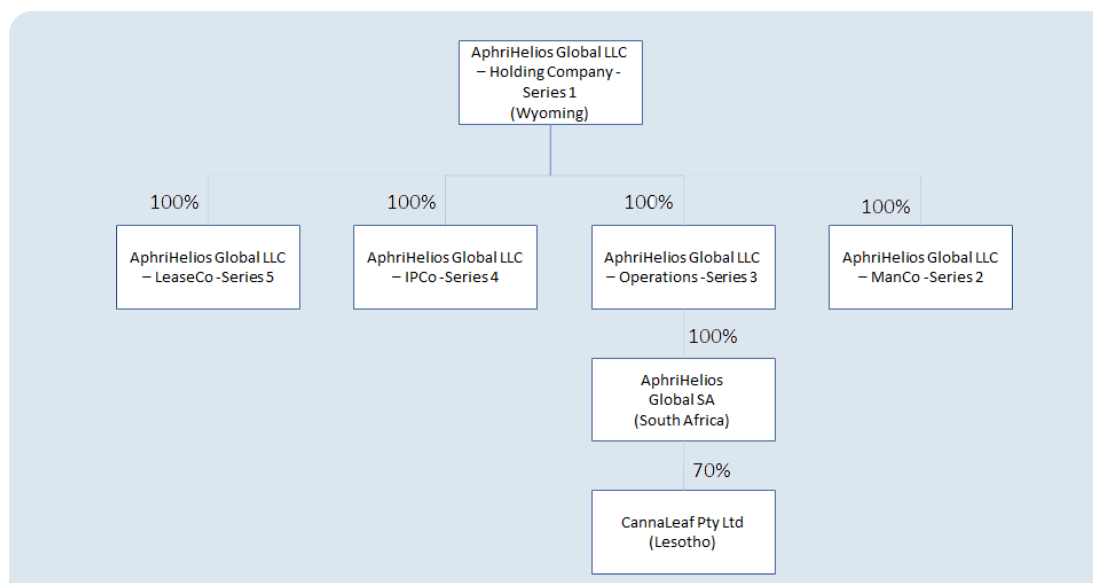 AphriHelios Global LLC
– Holding Company -
Series 1
(Wyoming)
100%
100%
100%
100%
AphriHelios Global LLC
– LeaseCo -Series 5
AphriHelios Global LLC
– IPCo -Series 4
AphriHelios Global LLC
– Operations -Series 3
AphriHelios Global LLC
– ManCo -Series 2
100%
AphriHelios
Global SA
(South Africa)
70%
CannaLeaf Pty Ltd
(Lesotho)